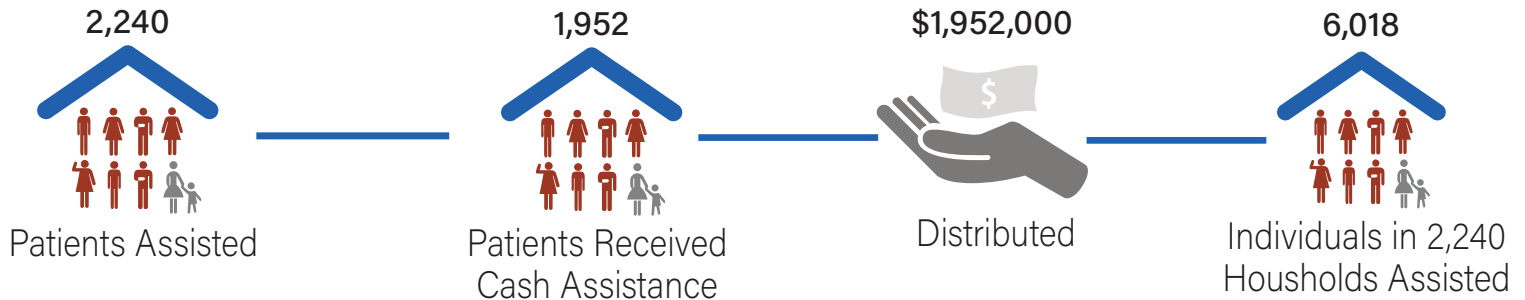 2,240
Patients Assisted
1,952
Patients Received
Cash Assistance
$1,952,000
$
Distributed
6,018
Individuals in 2,240
Housholds Assisted